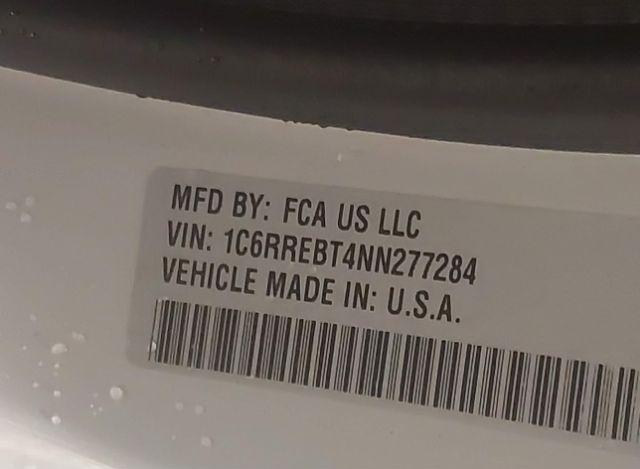 MFD BY: FCA US LLC
VIN: 1C6RREBT4NN277284
VEHICLE MADE IN: U.S.A.